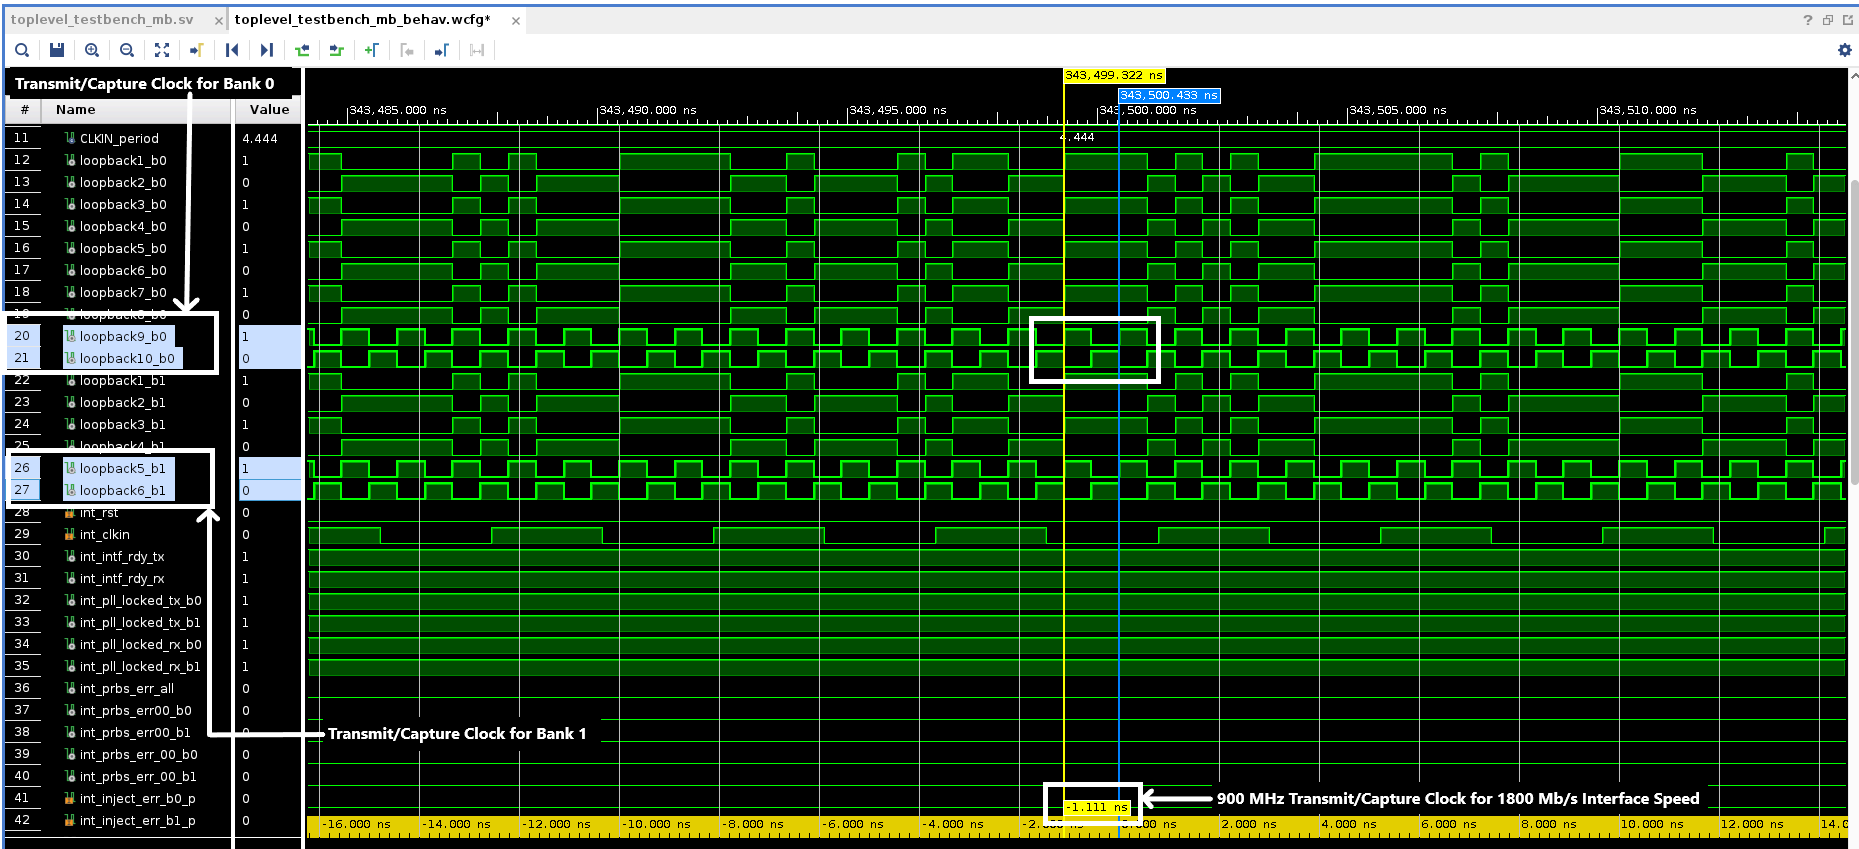 toplevel_testbench_mb.sv × toplevel_testbench_mb_behav.wcfg* ×
Transmit/Capture Clock for Bank 0
343,499.322 ns
343,500.433 ns
# Name Value
343,485.000 ns 343,490.000 ns 343,495.000 ns 343,500.000 ns 343,505.000 ns 343,510.000 ns
11 CLKIN_period 4.444 4.444
12 loopback1_b0 1
13 loopback2_b0 0
14 loopback3_b0 1
15 loopback4_b0 0
16 loopback5_b0 1
17 loopback6_b0 0
18 loopback7_b0 1
19 loopback8_b0 0
20 loopback9_b0 1
21 loopback10_b0 0
22 loopback1_b1 1
23 loopback2_b1 0
24 loopback3_b1 1
25 loopback4_b1 0
26 loopback5_b1 1
27 loopback6_b1 0
28 int_rst 0
29 int_clkin 0
30 int_intf_rdy_tx 1
31 int_intf_rdy_rx 1
32 int_pll_locked_tx_b0 1
33 int_pll_locked_tx_b1 1
34 int_pll_locked_rx_b0 1
35 int_pll_locked_rx_b1 1
36 int_prbs_err_all 0
37 int_prbs_err00_b0 0
38 int_prbs_err00_b1 0
Transmit/Capture Clock for Bank 1
39 int_prbs_err_00_b0 0
40 int_prbs_err_00_b1 0
41 int_inject_err_b0_p 0
900 MHz Transmit/Capture Clock for 1800 Mb/s Interface Speed
-1.111 ns
42 int_inject_err_b1_p 0
-16.000 ns -14.000 ns -12.000 ns -10.000 ns -8.000 ns -6.000 ns -4.000 ns -2.000 ns 0.000 ns 2.000 ns 4.000 ns 6.000 ns 8.000 ns 10.000 ns 12.000 ns 14.0